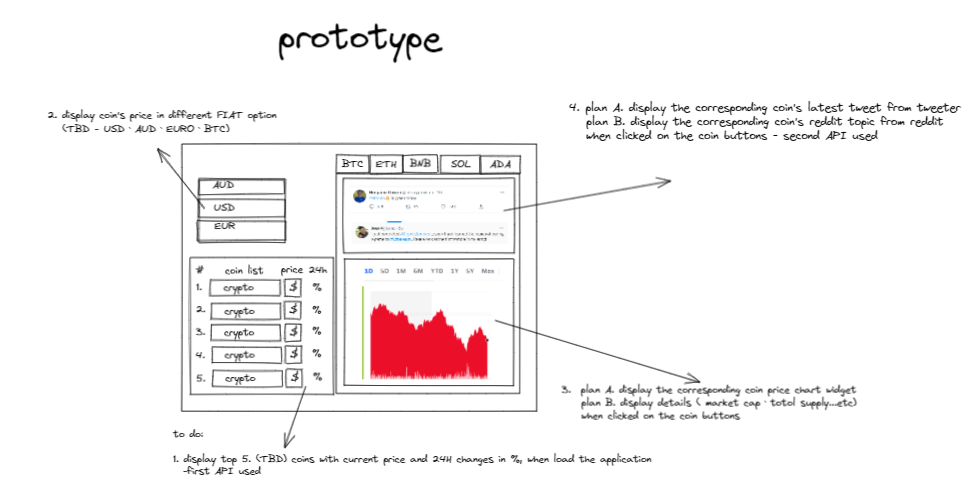 prototype
2. display coin's price in different FIAT option
(TBD - USD · AUD · EURO · BTC)
4. plan A. display the corresponding coin's latest tweet from tweeter
plan B. display the corresponding coin's reddit topic from reddit
when clicked on the coin buttons - second API used
BTC ETH BNB SOL ADA
AUD
USD
EUR
# coin list price 24h
1. crypto $ %
2. crypto $ %
3. crypto $ %
4. crypto $ %
5. crypto $ %
1D 5D 1M 6M YTD 1Y 5Y Max
3. plan A. display the corresponding coin price chart widget
plan B. display details ( market cap · total supply...etc)
when clicked on the coin buttons
to do:
1. display top 5. (TBD) coins with current price and 24H changes in %, when load the application
-first API used